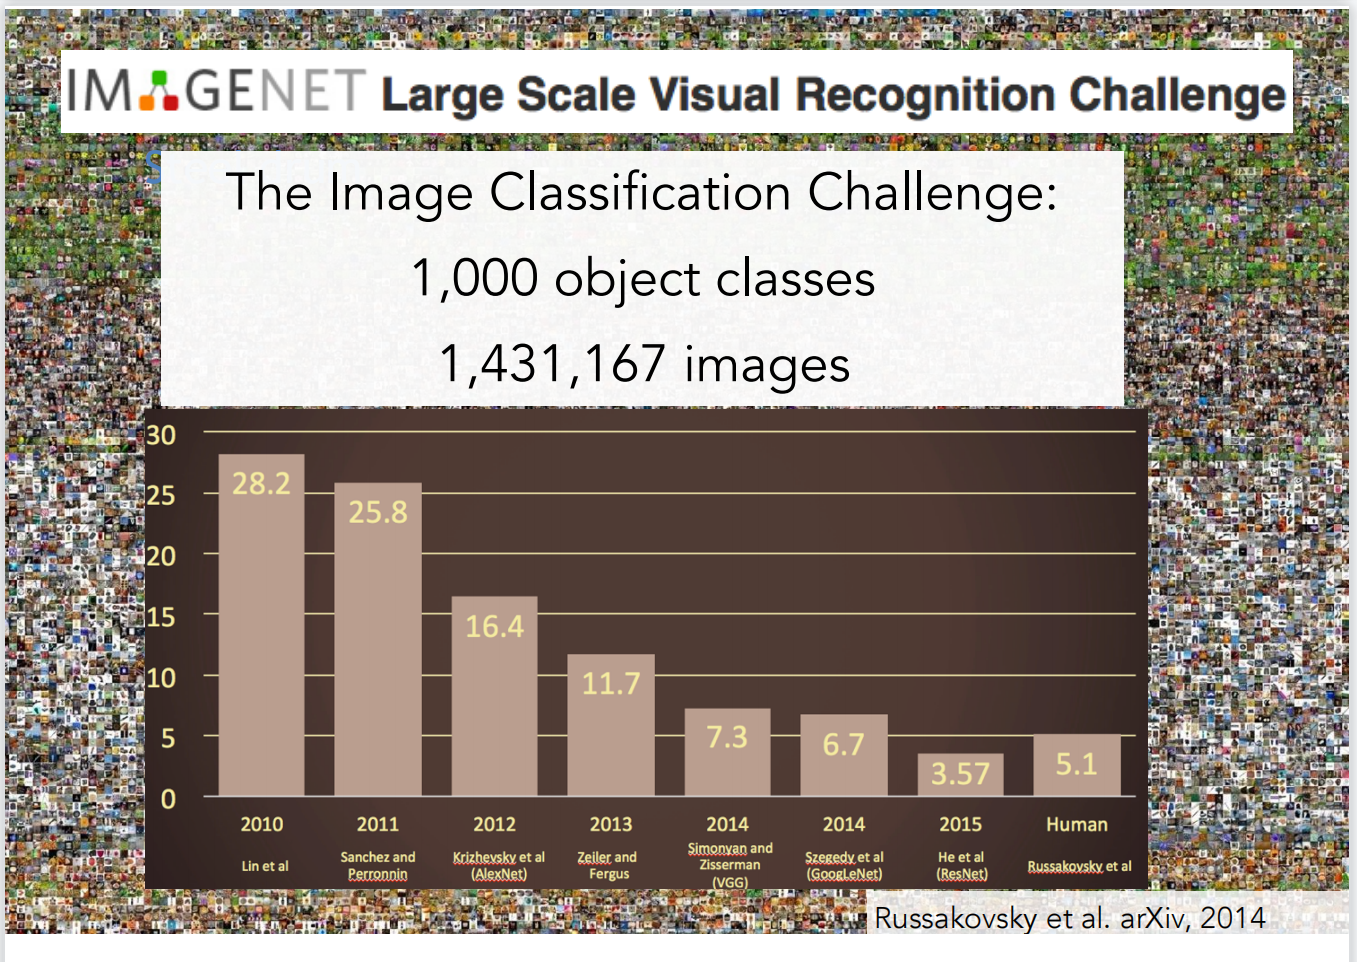 IMAGENET Large Scale Visual Recognition Challenge
The Image Classification Challenge:
1,000 object classes
1,431,167 images
30
25
20
15
10
5
0
28.2
25.8
16.4
11.7
7.3
6.7
3.57
5.1
2010
Lin et al
2011
Sanchez and
Perronnin
2012
Krizhevsky et al
(AlexNet)
2013
Zeiler and
Fergus
2014
Simonyan and
Zisserman
(VGG)
2014
Szegedy et al
(GoogLeNet)
2015
He et al
(ResNet)
Human
Russakovsky et al
Russakovsky et al. arXiv, 2014